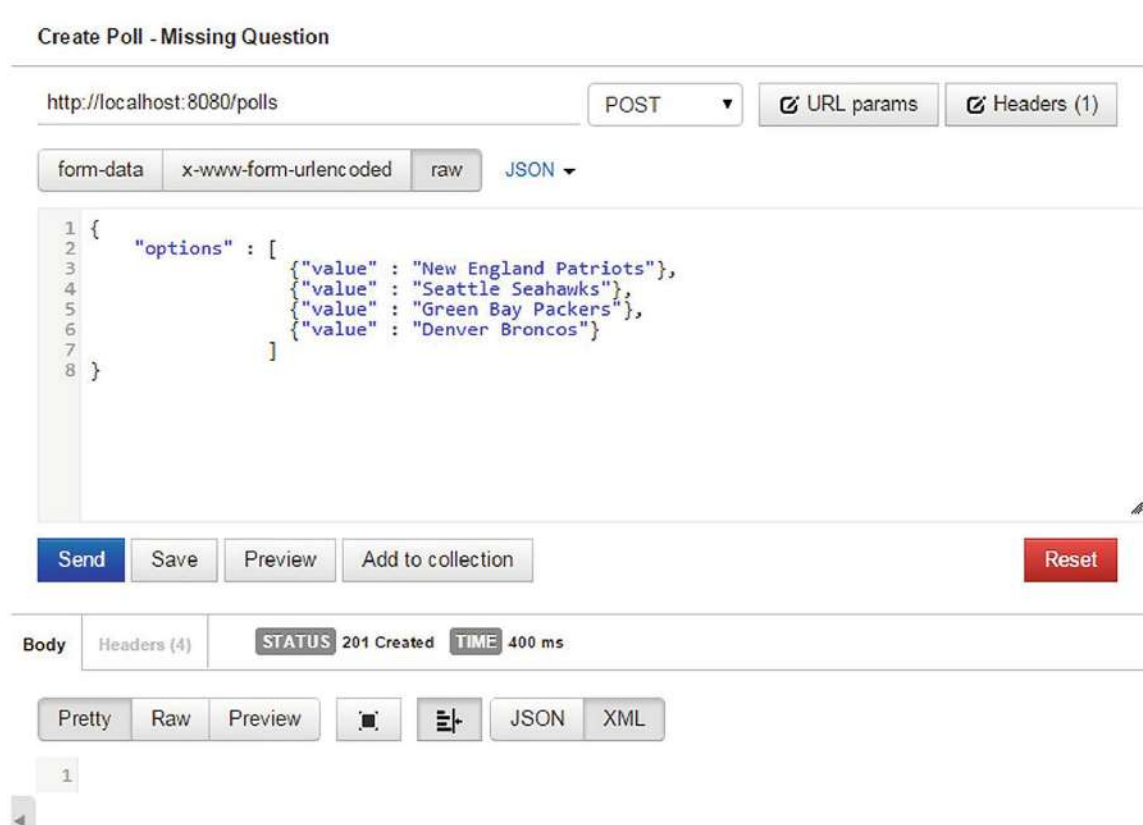 Create Poll - Missing Question
http://localhost:8080/polls POST URL params Headers (1)
form-data x-www-form-urlencoded raw JSON
1 {
2 "options" : [
3 {"value" : "New England Patriots"},
4 {"value" : "Seattle Seahawks"},
5 {"value" : "Green Bay Packers"},
6 {"value" : "Denver Broncos"}
7 ]
8 }
Send Save Preview Add to collection Reset
Body Headers (4) STATUS 201 Created TIME 400 ms
Pretty Raw Preview JSON XML
1